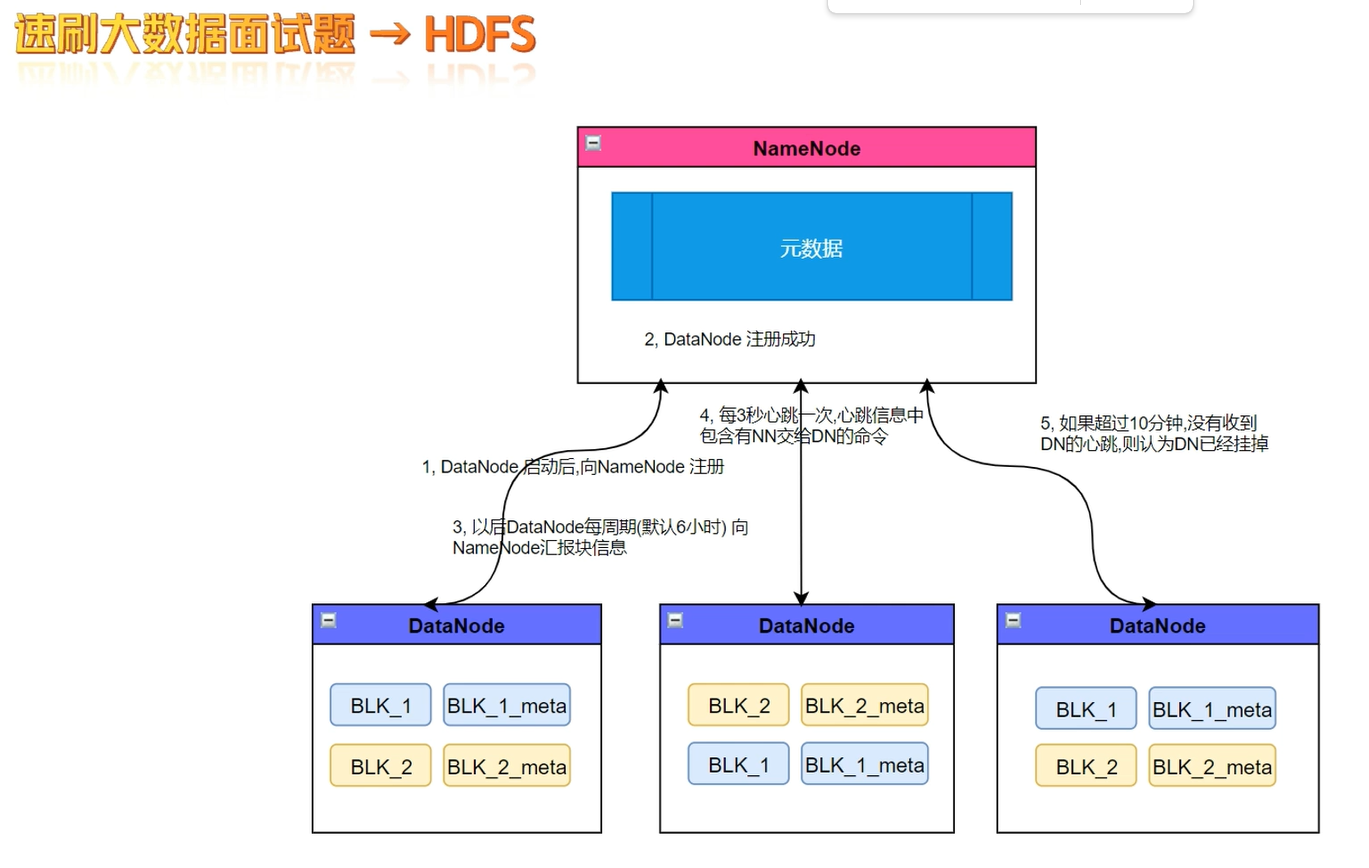 速刷大数据面试题 → HDFS
NameNode
元数据
2, DataNode 注册成功
4, 每3秒心跳一次,心跳信息中
包含有NN交给DN的命令
5, 如果超过10分钟,没有收到
DN的心跳,则认为DN已经挂掉
1, DataNode 启动后,向NameNode 注册
3, 以后DataNode每周期(默认6小时) 向
NameNode汇报块信息
DataNode
BLK_1 BLK_1_meta
BLK_2 BLK_2_meta
DataNode
BLK_2 BLK_2_meta
BLK_1 BLK_1_meta
DataNode
BLK_1 BLK_1_meta
BLK_2 BLK_2_meta